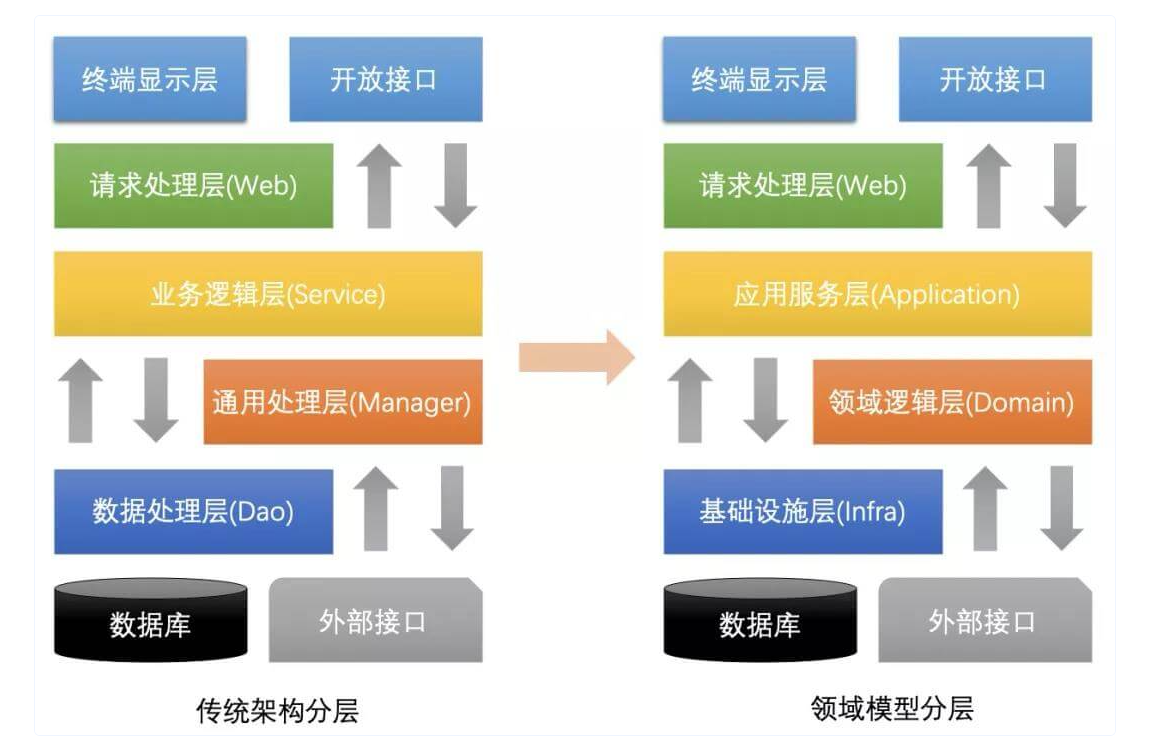 终端显示层
开放接口
请求处理层(Web)
业务逻辑层(Service)
通用处理层(Manager)
数据处理层(Dao)
数据库
外部接口
传统架构分层
终端显示层
开放接口
请求处理层(Web)
应用服务层(Application)
领域逻辑层(Domain)
基础设施层(Infra)
数据库
外部接口
领域模型分层